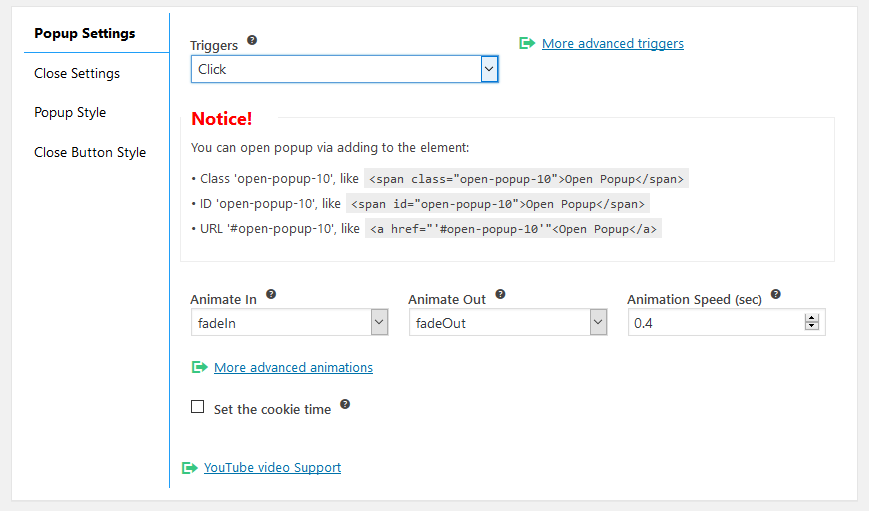 Popup Settings
Close Settings
Popup Style
Close Button Style
Triggers ?
More advanced triggers
Click
Notice!
You can open popup via adding to the element:
• Class 'open-popup-10', like <span class="open-popup-10">Open Popup</span>
• ID 'open-popup-10', like <span id="open-popup-10">Open Popup</span>
• URL '#open-popup-10', like <a href="'#open-popup-10'"<Open Popup</a>
Animate In ? Animate Out ? Animation Speed (sec) ?
fadeIn fadeOut 0.4
More advanced animations
Set the cookie time ?
YouTube video Support